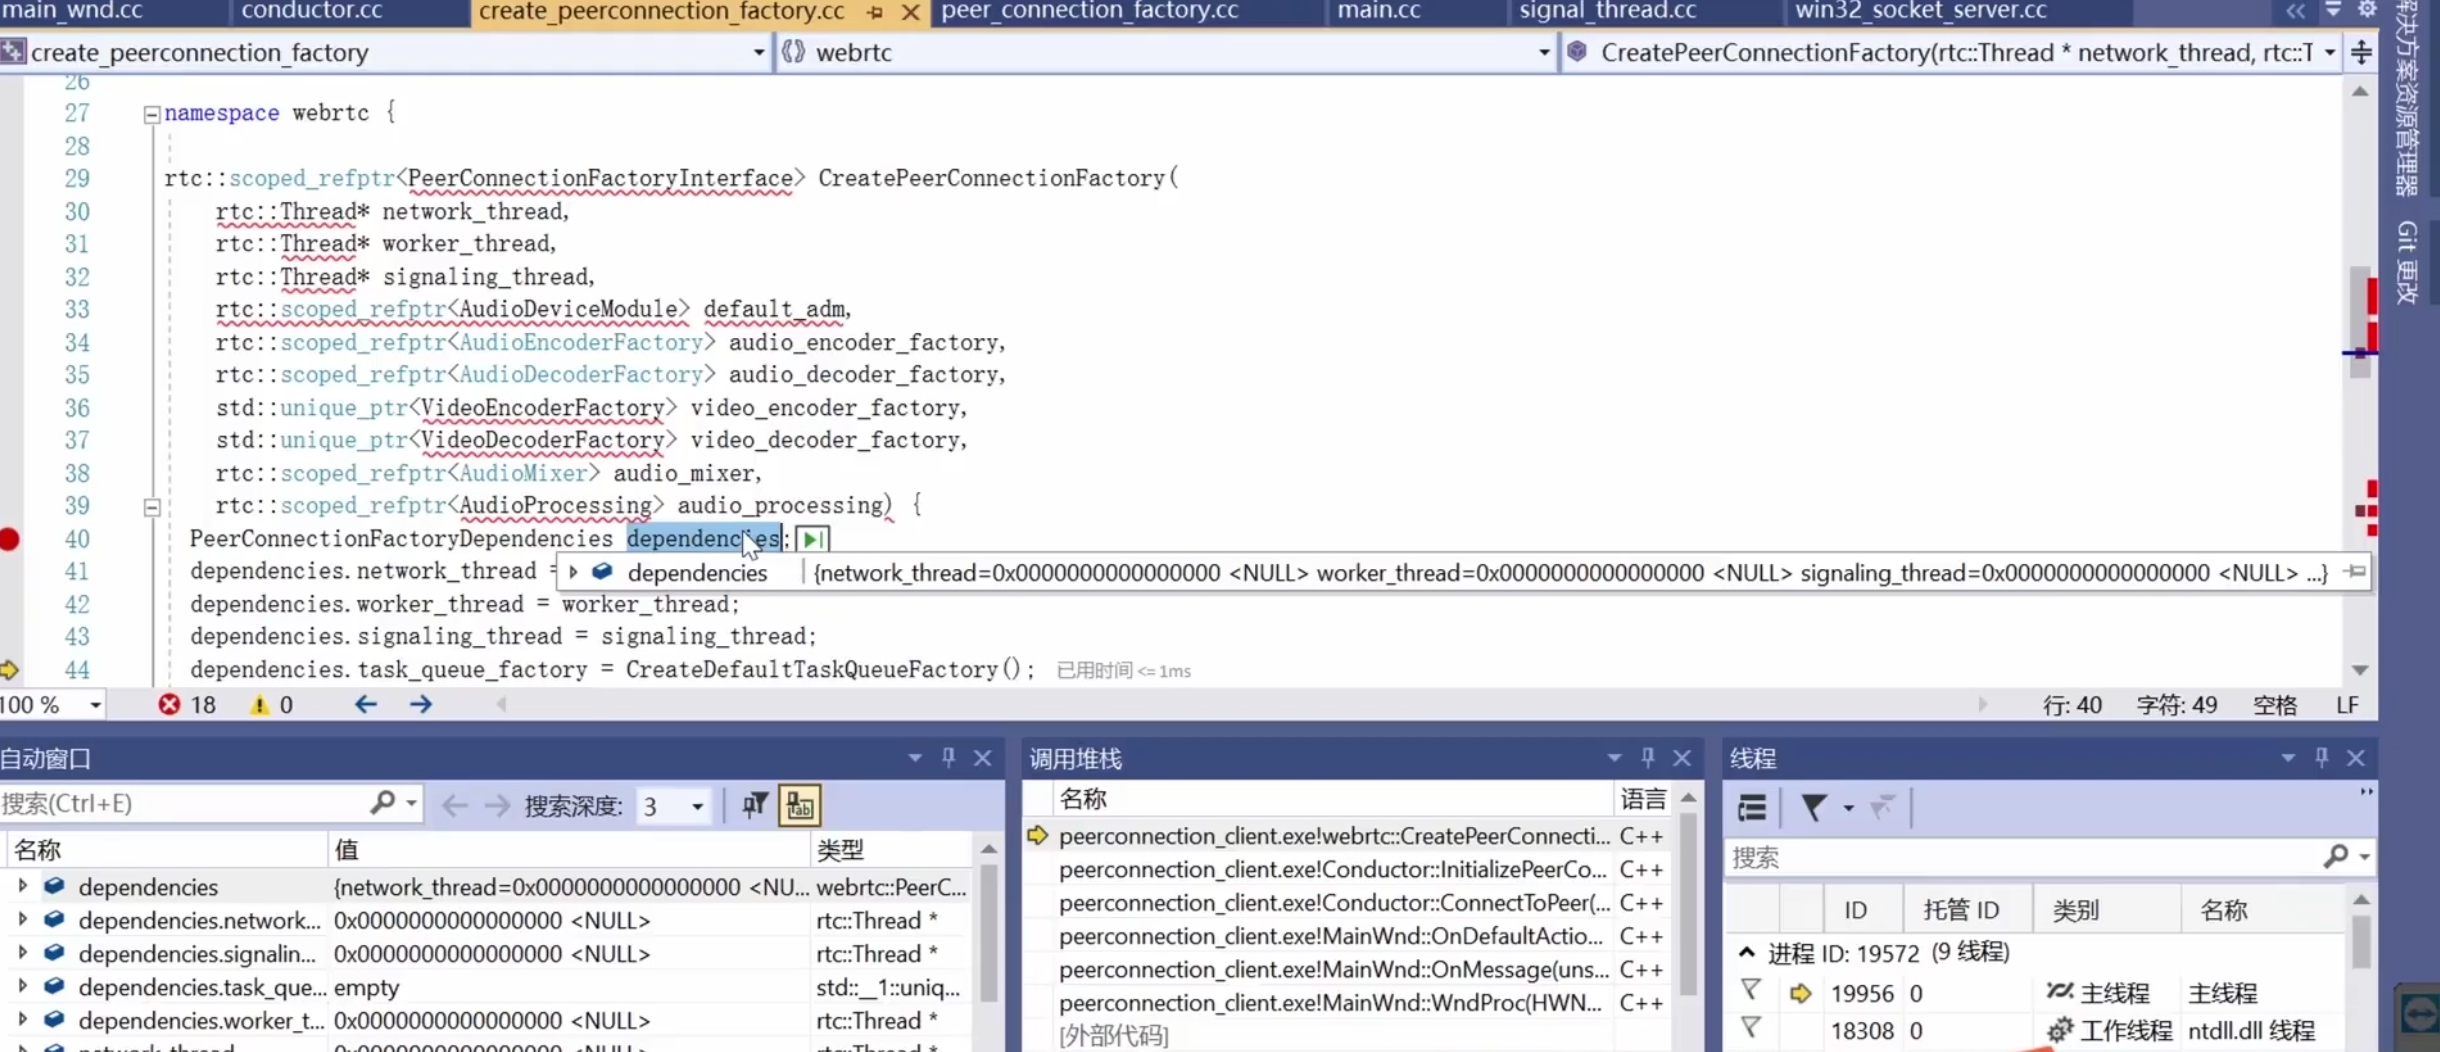 main_wnd.cc conductor.cc create_peerconnection_factory.cc peer_connection_factory.cc main.cc signal_thread.cc win32_socket_server.cc
create_peerconnection_factory {} webrtc CreatePeerConnectionFactory(rtc::Thread * network_thread, rtc::T
解决方案资源管理器
Git 更改
26
27 namespace webrtc {
28
29 rtc::scoped_refptr<PeerConnectionFactoryInterface> CreatePeerConnectionFactory(
30 rtc::Thread* network_thread,
31 rtc::Thread* worker_thread,
32 rtc::Thread* signaling_thread,
33 rtc::scoped_refptr<AudioDeviceModule> default_adm,
34 rtc::scoped_refptr<AudioEncoderFactory> audio_encoder_factory,
35 rtc::scoped_refptr<AudioDecoderFactory> audio_decoder_factory,
36 std::unique_ptr<VideoEncoderFactory> video_encoder_factory,
37 std::unique_ptr<VideoDecoderFactory> video_decoder_factory,
38 rtc::scoped_refptr<AudioMixer> audio_mixer,
39 rtc::scoped_refptr<AudioProcessing> audio_processing) {
40 PeerConnectionFactoryDependencies dependencies;
41 dependencies.network_thread =
dependencies {network_thread=0x0000000000000000 <NULL> worker_thread=0x0000000000000000 <NULL> signaling_thread=0x0000000000000000 <NULL> ...}
42 dependencies.worker_thread = worker_thread;
43 dependencies.signaling_thread = signaling_thread;
44 dependencies.task_queue_factory = CreateDefaultTaskQueueFactory(); 已用时间 <= 1ms
100 % 18 0 行: 40 字符: 49 空格 LF
自动窗口
搜索(Ctrl+E) 搜索深度: 3
名称 值 类型
dependencies {network_thread=0x0000000000000000 <NU... webrtc::PeerC...
dependencies.network... 0x0000000000000000 <NULL> rtc::Thread *
dependencies.signalin... 0x0000000000000000 <NULL> rtc::Thread *
dependencies.task_que... empty std::__1::uniq...
dependencies.worker_t... 0x0000000000000000 <NULL> rtc::Thread *
调用堆栈
名称 语言
peerconnection_client.exe!webrtc::CreatePeerConnecti... C++
peerconnection_client.exe!Conductor::InitializePeerCo... C++
peerconnection_client.exe!Conductor::ConnectToPeer(... C++
peerconnection_client.exe!MainWnd::OnDefaultActio... C++
peerconnection_client.exe!MainWnd::OnMessage(uns... C++
peerconnection_client.exe!MainWnd::WndProc(HWN... C++
[外部代码]
线程
搜索
ID 托管 ID 类别 名称
进程 ID: 19572 (9 线程)
19956 0 主线程 主线程
18308 0 工作线程 ntdll.dll 线程